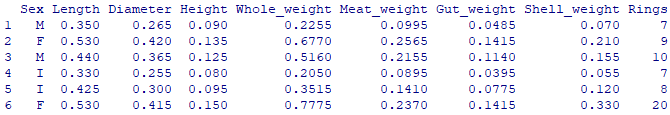 Sex Length Diameter Height Whole_weight Meat_weight Gut_weight Shell_weight Rings
1 M 0.350 0.265 0.090 0.2255 0.0995 0.0485 0.070 7
2 F 0.530 0.420 0.135 0.6770 0.2565 0.1415 0.210 9
3 M 0.440 0.365 0.125 0.5160 0.2155 0.1140 0.155 10
4 I 0.330 0.255 0.080 0.2050 0.0895 0.0395 0.055 7
5 I 0.425 0.300 0.095 0.3515 0.1410 0.0775 0.120 8
6 F 0.530 0.415 0.150 0.7775 0.2370 0.1415 0.330 20